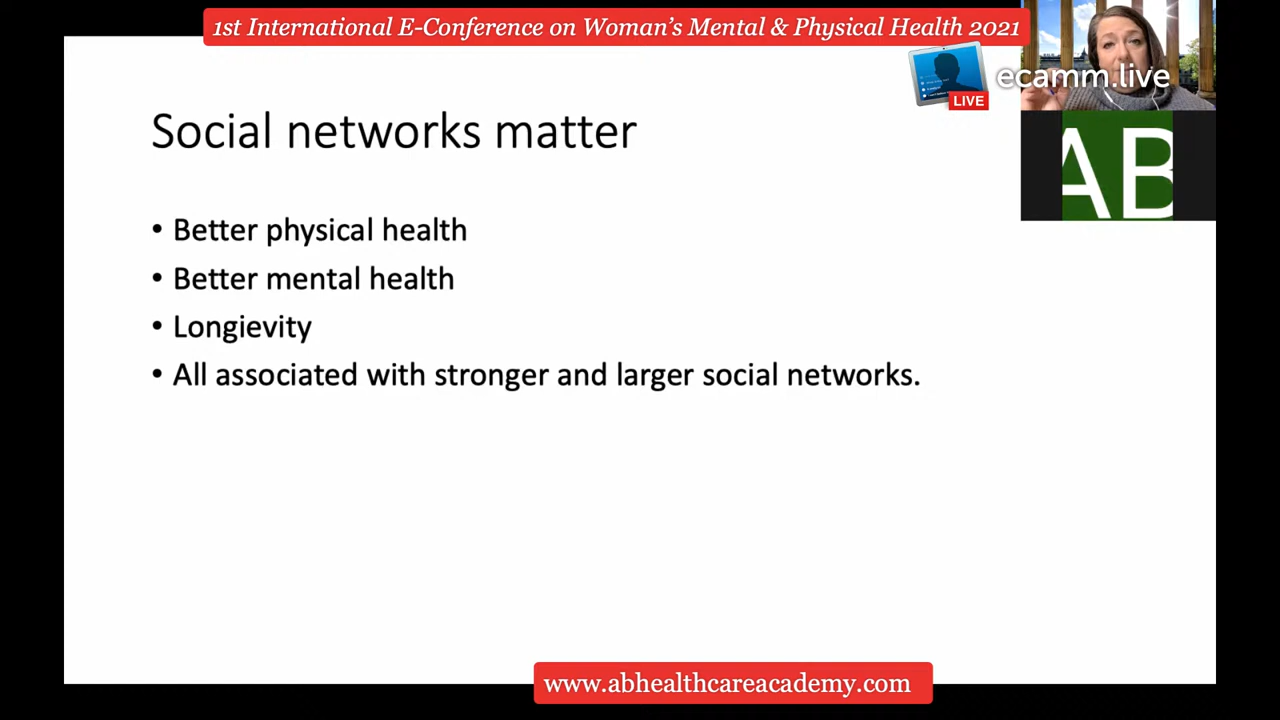 1st International E-Conference on Woman's Mental & Physical Health 2021
ecamm.live
LIVE
AB
Social networks matter
• Better physical health
• Better mental health
• Longievity
• All associated with stronger and larger social networks.
www.abhealthcareacademy.com